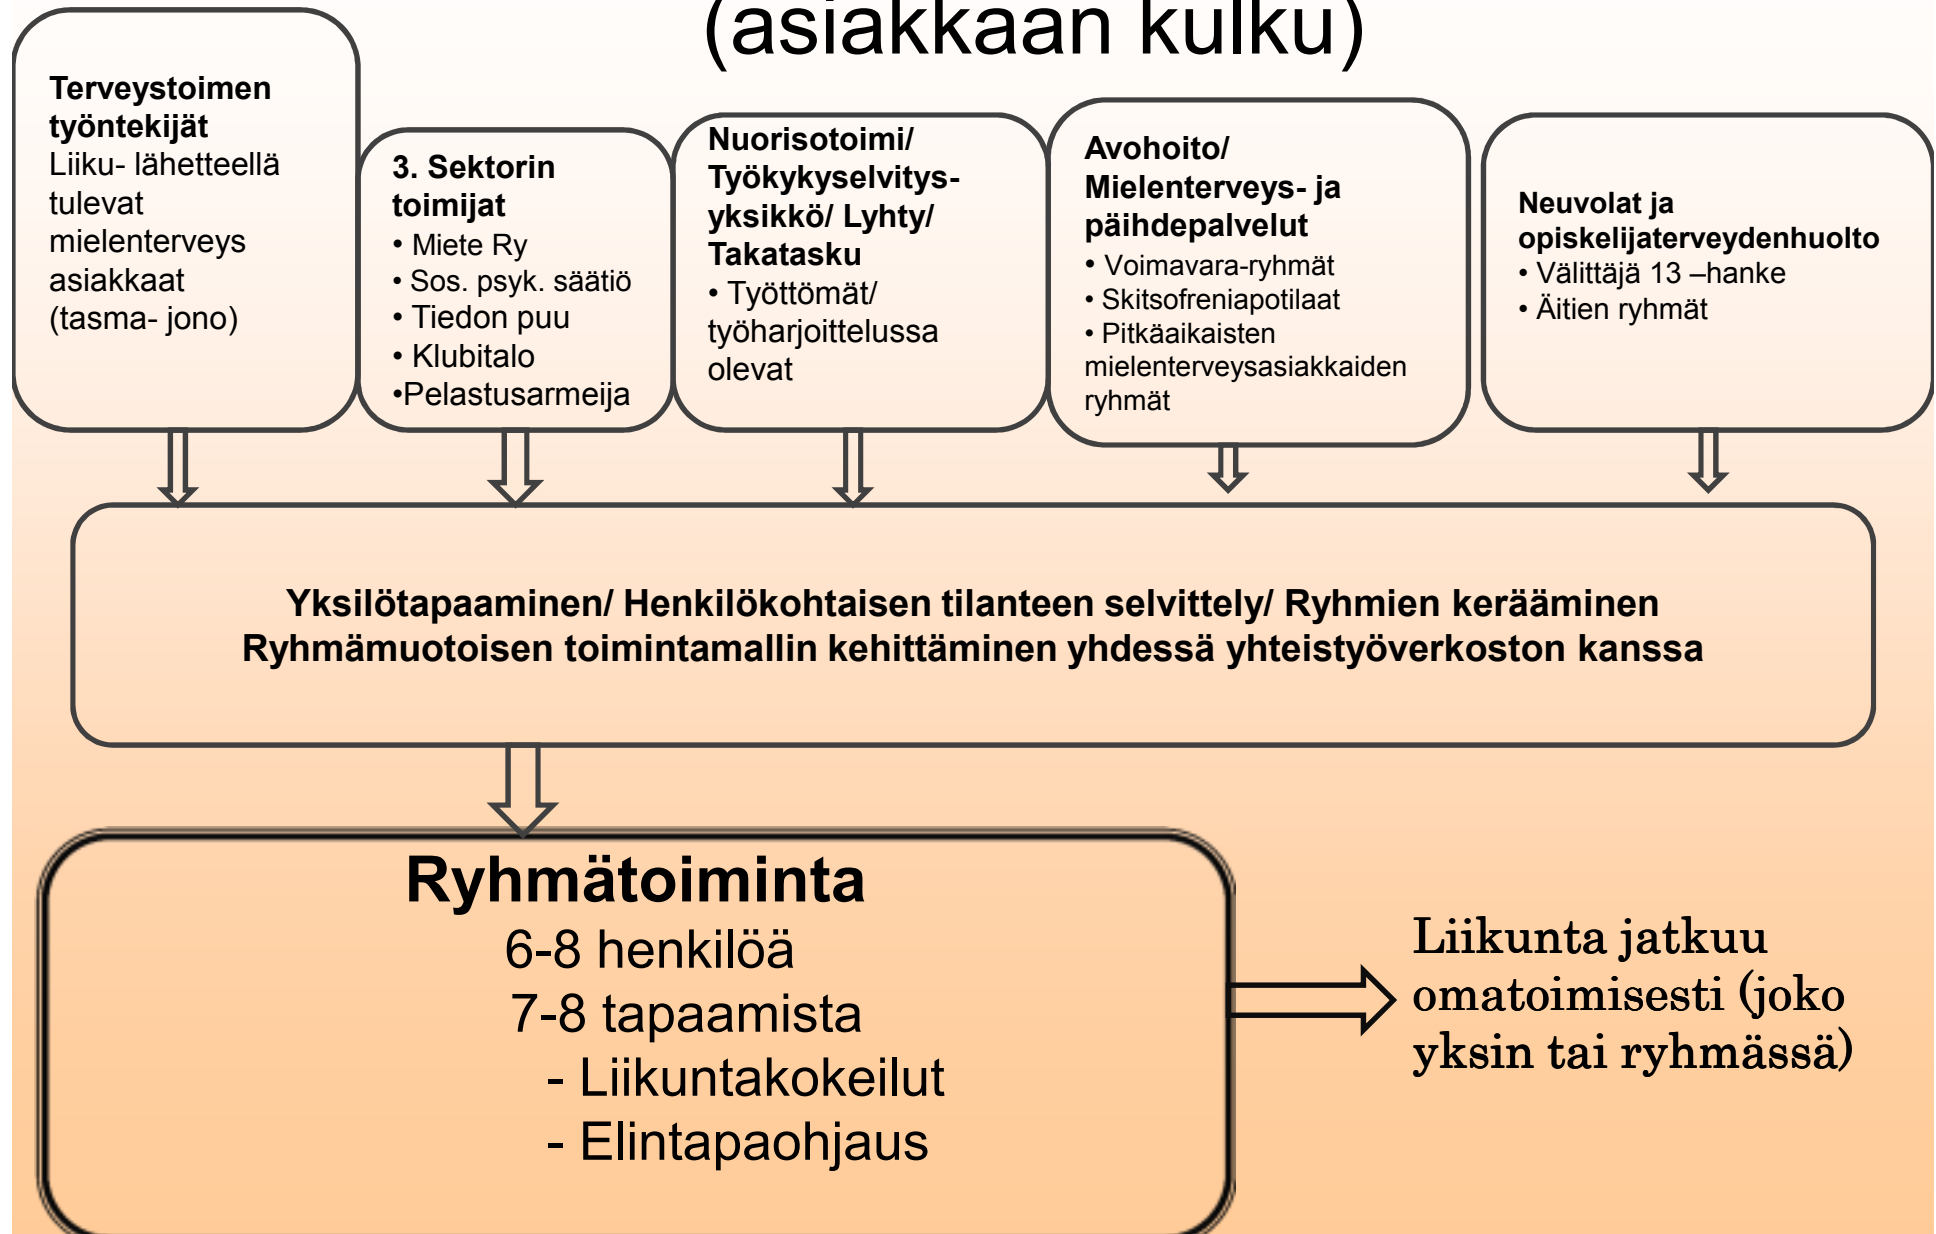 (asiakkaan kulku)
Terveystoimen
työntekijät
Liiku- lähetteellä
tulevat
mielenterveys
asiakkaat
(tasma- jono)
3. Sektorin
toimijat
• Miete Ry
• Sos. psyk. säätiö
• Tiedon puu
• Klubitalo
•Pelastusarmeija
Nuorisotoimi/
Työkykyselvitys-
yksikkö/ Lyhty/
Takatasku
• Työttömät/
työharjoittelussa
olevat
Avohoito/
Mielenterveys- ja
päihdepalvelut
• Voimavara-ryhmät
• Skitsofreniapotilaat
• Pitkäaikaisten
mielenterveysasiakkaiden
ryhmät
Neuvolat ja
opiskelijaterveydenhuolto
• Välittäjä 13 –hanke
• Äitien ryhmät
Yksilötapaaminen/ Henkilökohtaisen tilanteen selvittely/ Ryhmien kerääminen
Ryhmämuotoisen toimintamallin kehittäminen yhdessä yhteistyöverkoston kanssa
Ryhmätoiminta
6-8 henkilöä
7-8 tapaamista
- Liikuntakokeilut
- Elintapaohjaus
Liikunta jatkuu
omatoimisesti (joko
yksin tai ryhmässä)